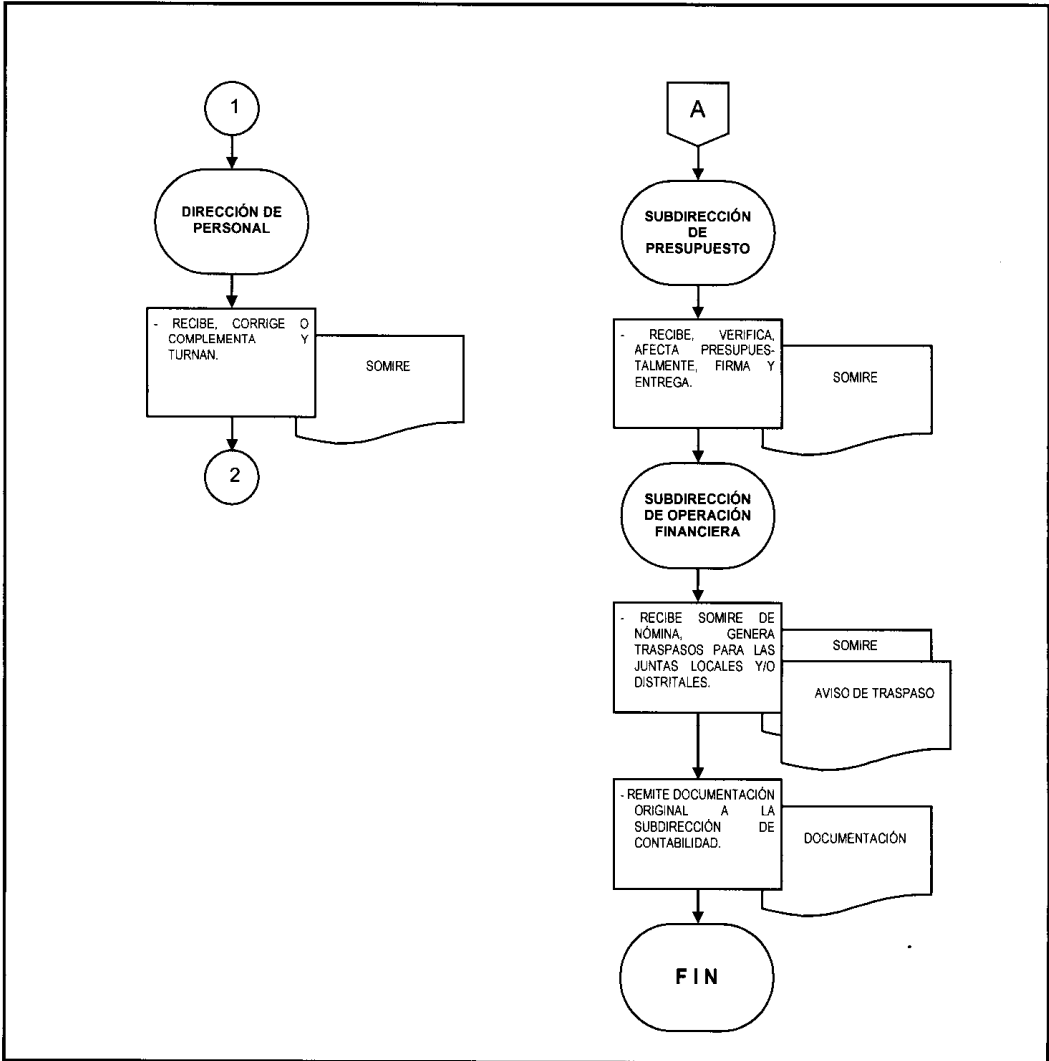 1
DIRECCIÓN DE
PERSONAL
- RECIBE, CORRIGE O
COMPLEMENTA Y
TURNAN.
SOMIRE
2
A
SUBDIRECCIÓN
DE
PRESUPUESTO
- RECIBE, VERIFICA,
AFECTA PRESUPUES-
TALMENTE, FIRMA Y
ENTREGA.
SOMIRE
SUBDIRECCIÓN
DE OPERACIÓN
FINANCIERA
- RECIBE SOMIRE DE
NÓMINA, GENERA
TRASPASOS PARA LAS
JUNTAS LOCALES Y/O
DISTRITALES.
SOMIRE
AVISO DE TRASPASO
- REMITE DOCUMENTACIÓN
ORIGINAL A LA
SUBDIRECCIÓN DE
CONTABILIDAD.
DOCUMENTACIÓN
F I N